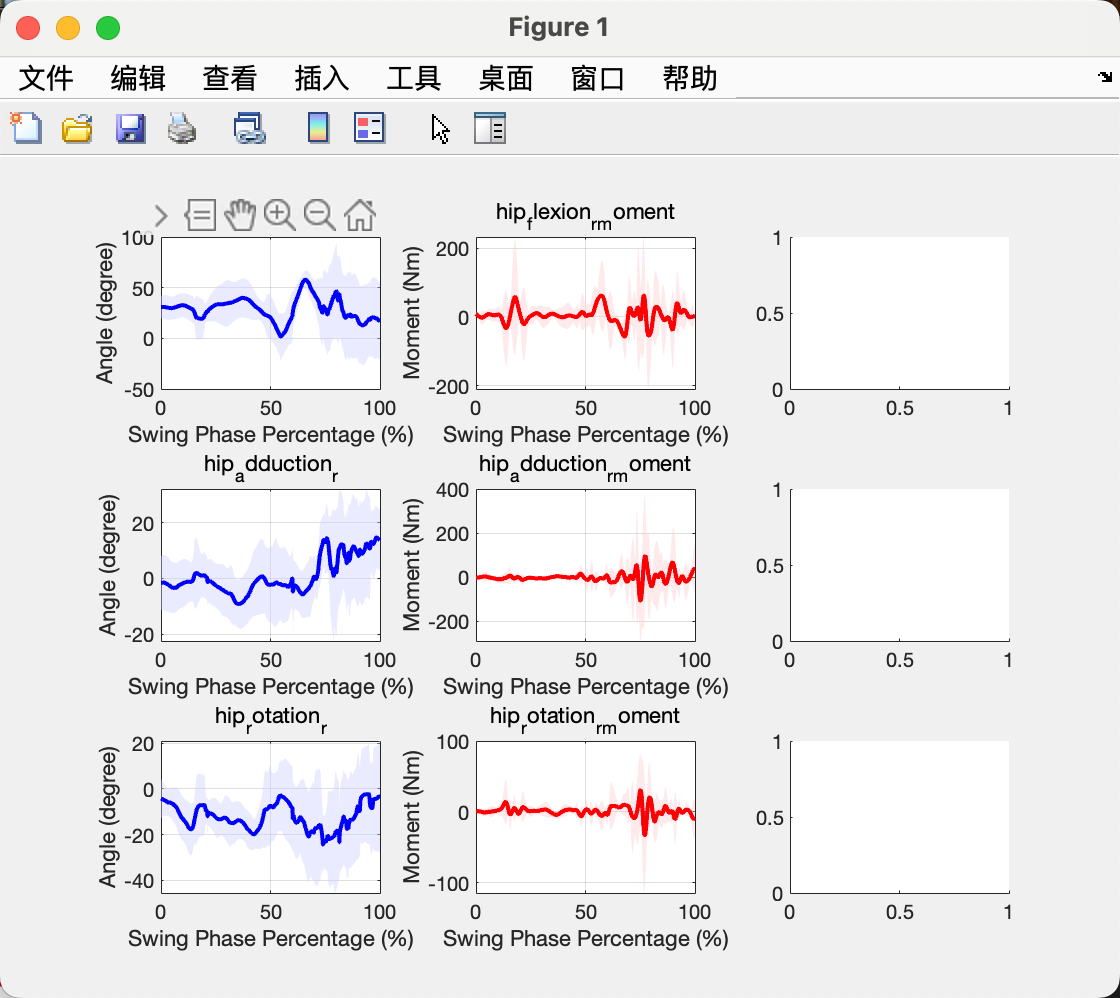 Figure 1
文件 编辑 查看 插入 工具 桌面 窗口 帮助
hip_flexion_rmoment
100 50 0 -50
Angle (degree)
0 50 100
Swing Phase Percentage (%)
200 0 -200
Moment (Nm)
0 50 100
Swing Phase Percentage (%)
1 0.5 0
0 0.5 1
hip_adduction_r
20 0 -20
Angle (degree)
0 50 100
Swing Phase Percentage (%)
hip_adduction_rmoment
400 200 0 -200
Moment (Nm)
0 50 100
Swing Phase Percentage (%)
1 0.5 0
0 0.5 1
hip_rotation_r
20 0 -20 -40
Angle (degree)
0 50 100
Swing Phase Percentage (%)
hip_rotation_rmoment
100 0 -100
Moment (Nm)
0 50 100
Swing Phase Percentage (%)
1 0.5 0
0 0.5 1